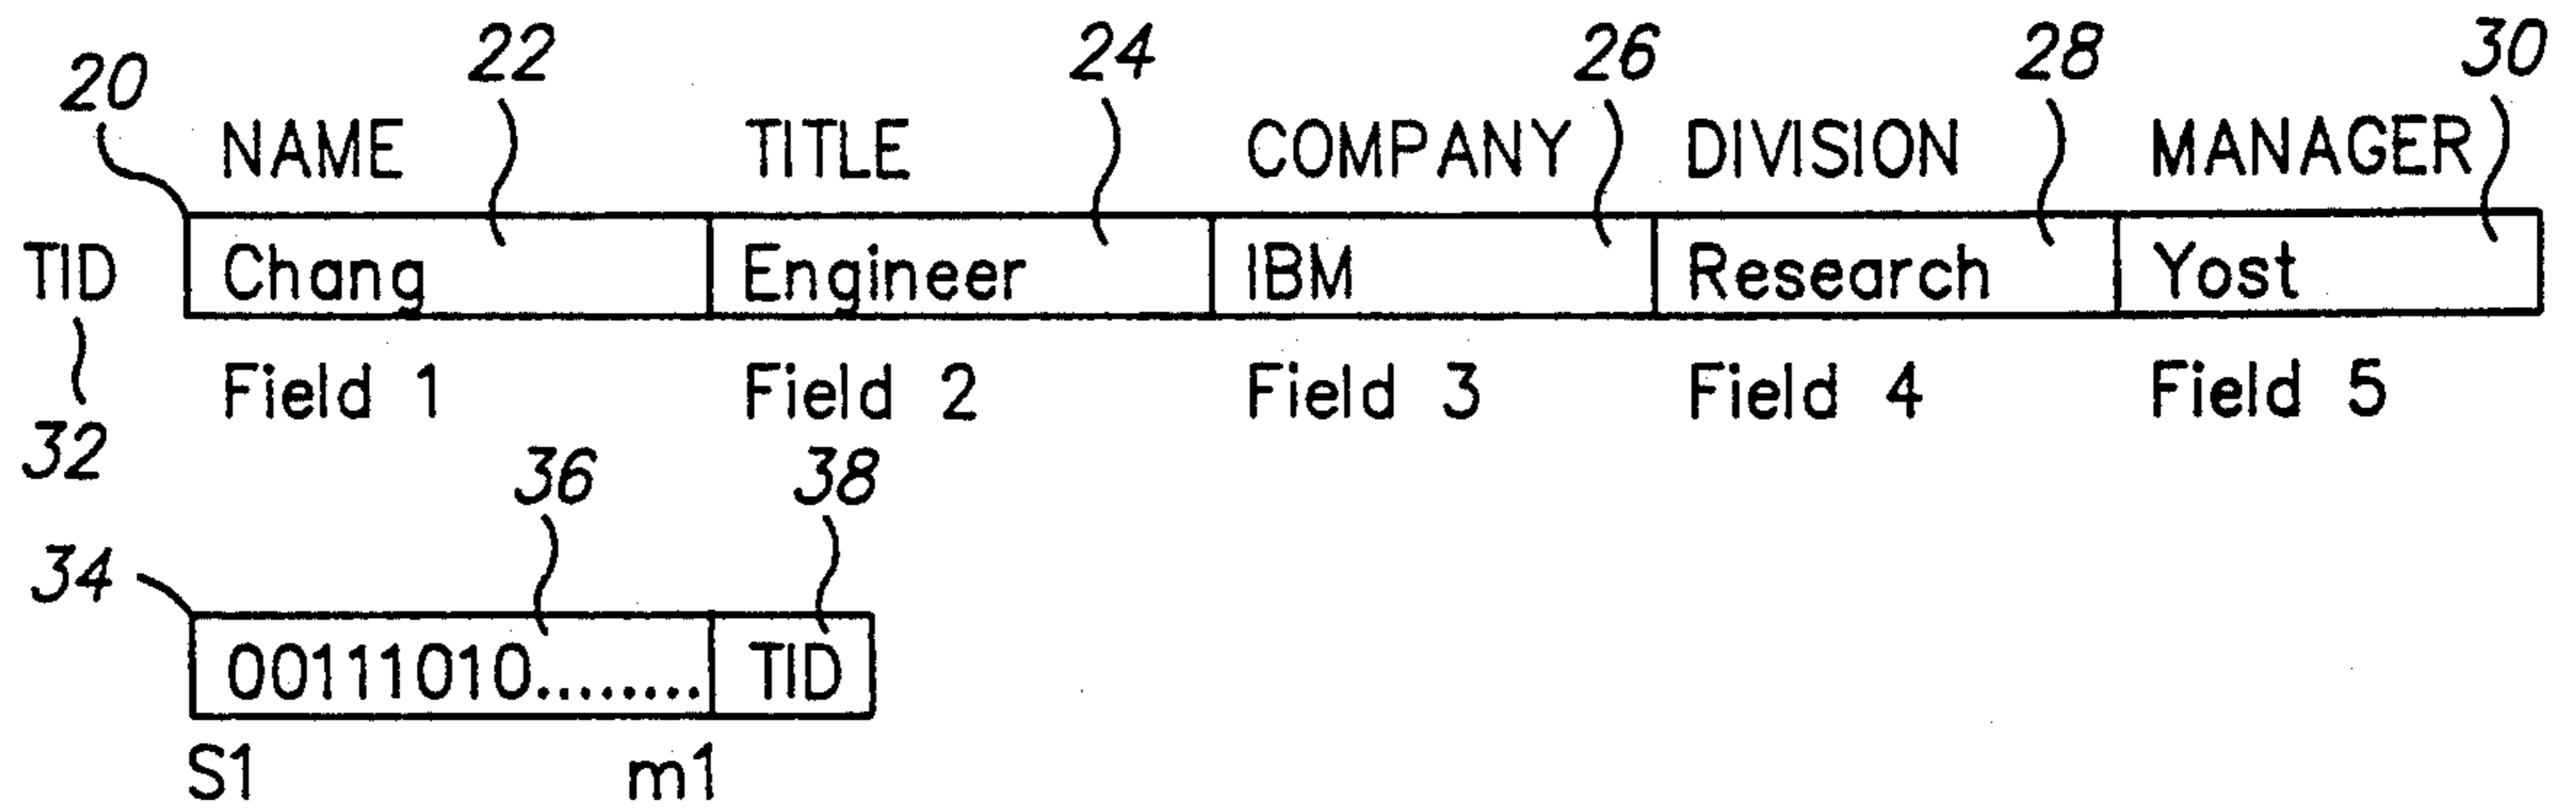 20 22 24 26 28 30
NAME TITLE COMPANY DIVISION MANAGER
TID Chang Engineer IBM Research Yost
Field 1 Field 2 Field 3 Field 4 Field 5
32 36 38
34
00111010........ TID
S1 m1